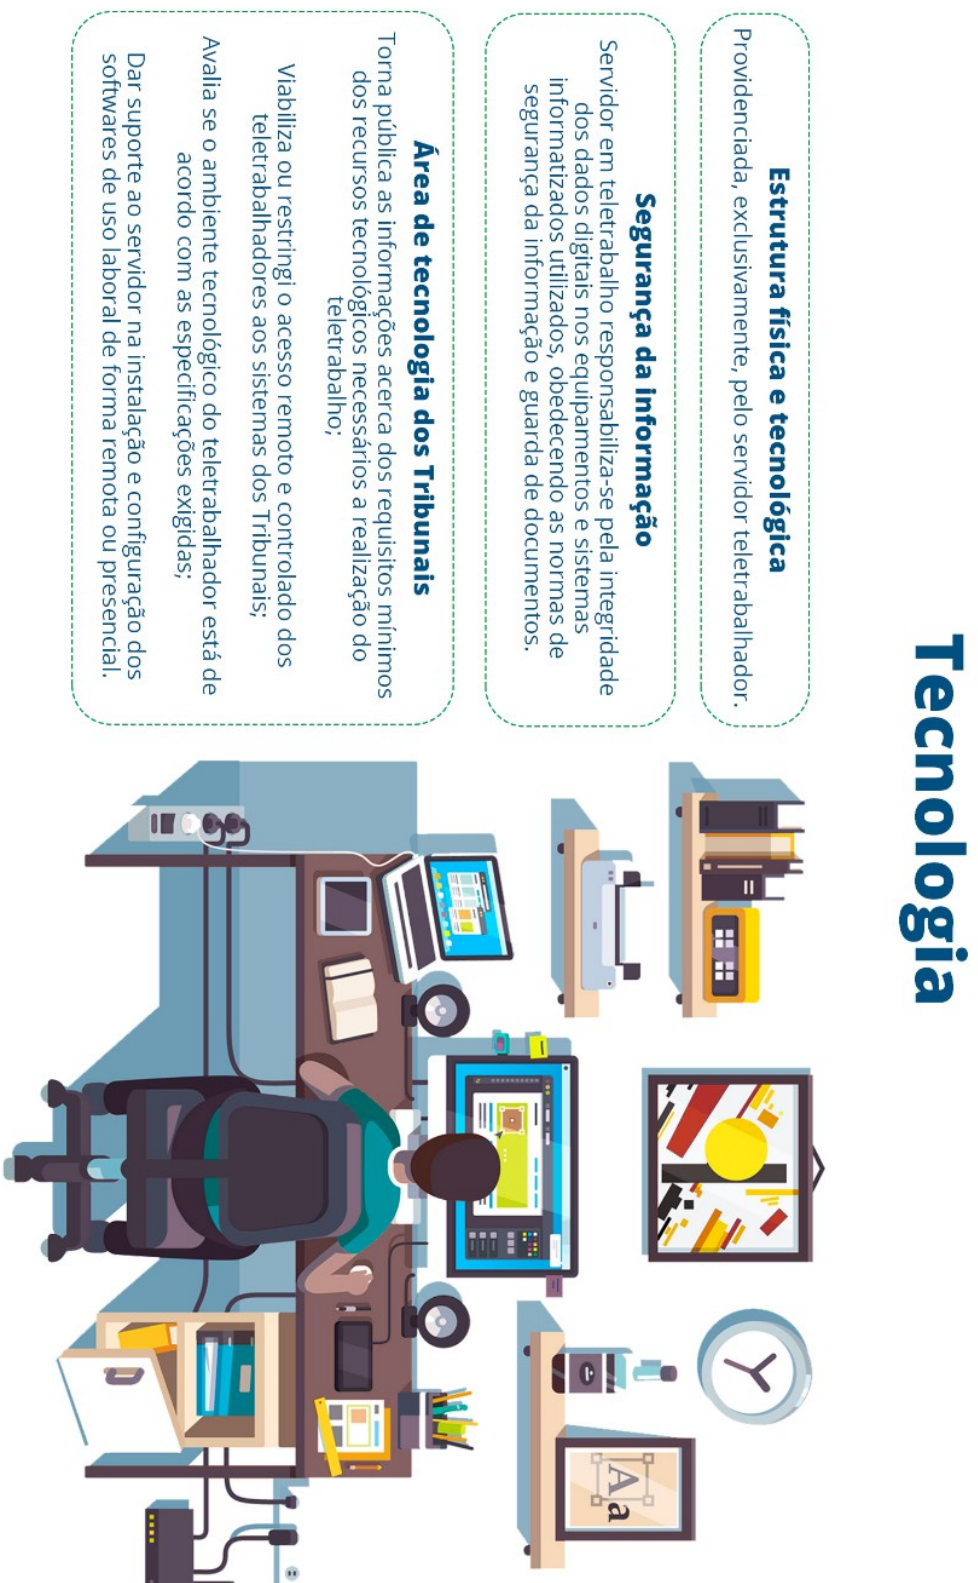 Tecnologia
Estrutura física e tecnológica
Providenciada, exclusivamente, pelo servidor teletrabalhador.
Segurança da informação
Servidor em teletrabalho responsabiliza-se pela integridade
dos dados digitais nos equipamentos e sistemas
informatizados utilizados, obedecendo as normas de
segurança da informação e guarda de documentos.
Área de tecnologia dos Tribunais
Torna pública as informações acerca dos requisitos mínimos
dos recursos tecnológicos necessários a realização do
teletrabalho;
Viabiliza ou restringi o acesso remoto e controlado dos
teletrabalhadores aos sistemas dos Tribunais;
Avalia se o ambiente tecnológico do teletrabalhador está de
acordo com as especificações exigidas;
Dar suporte ao servidor na instalação e configuração dos
softwares de uso laboral de forma remota ou presencial.
Aa